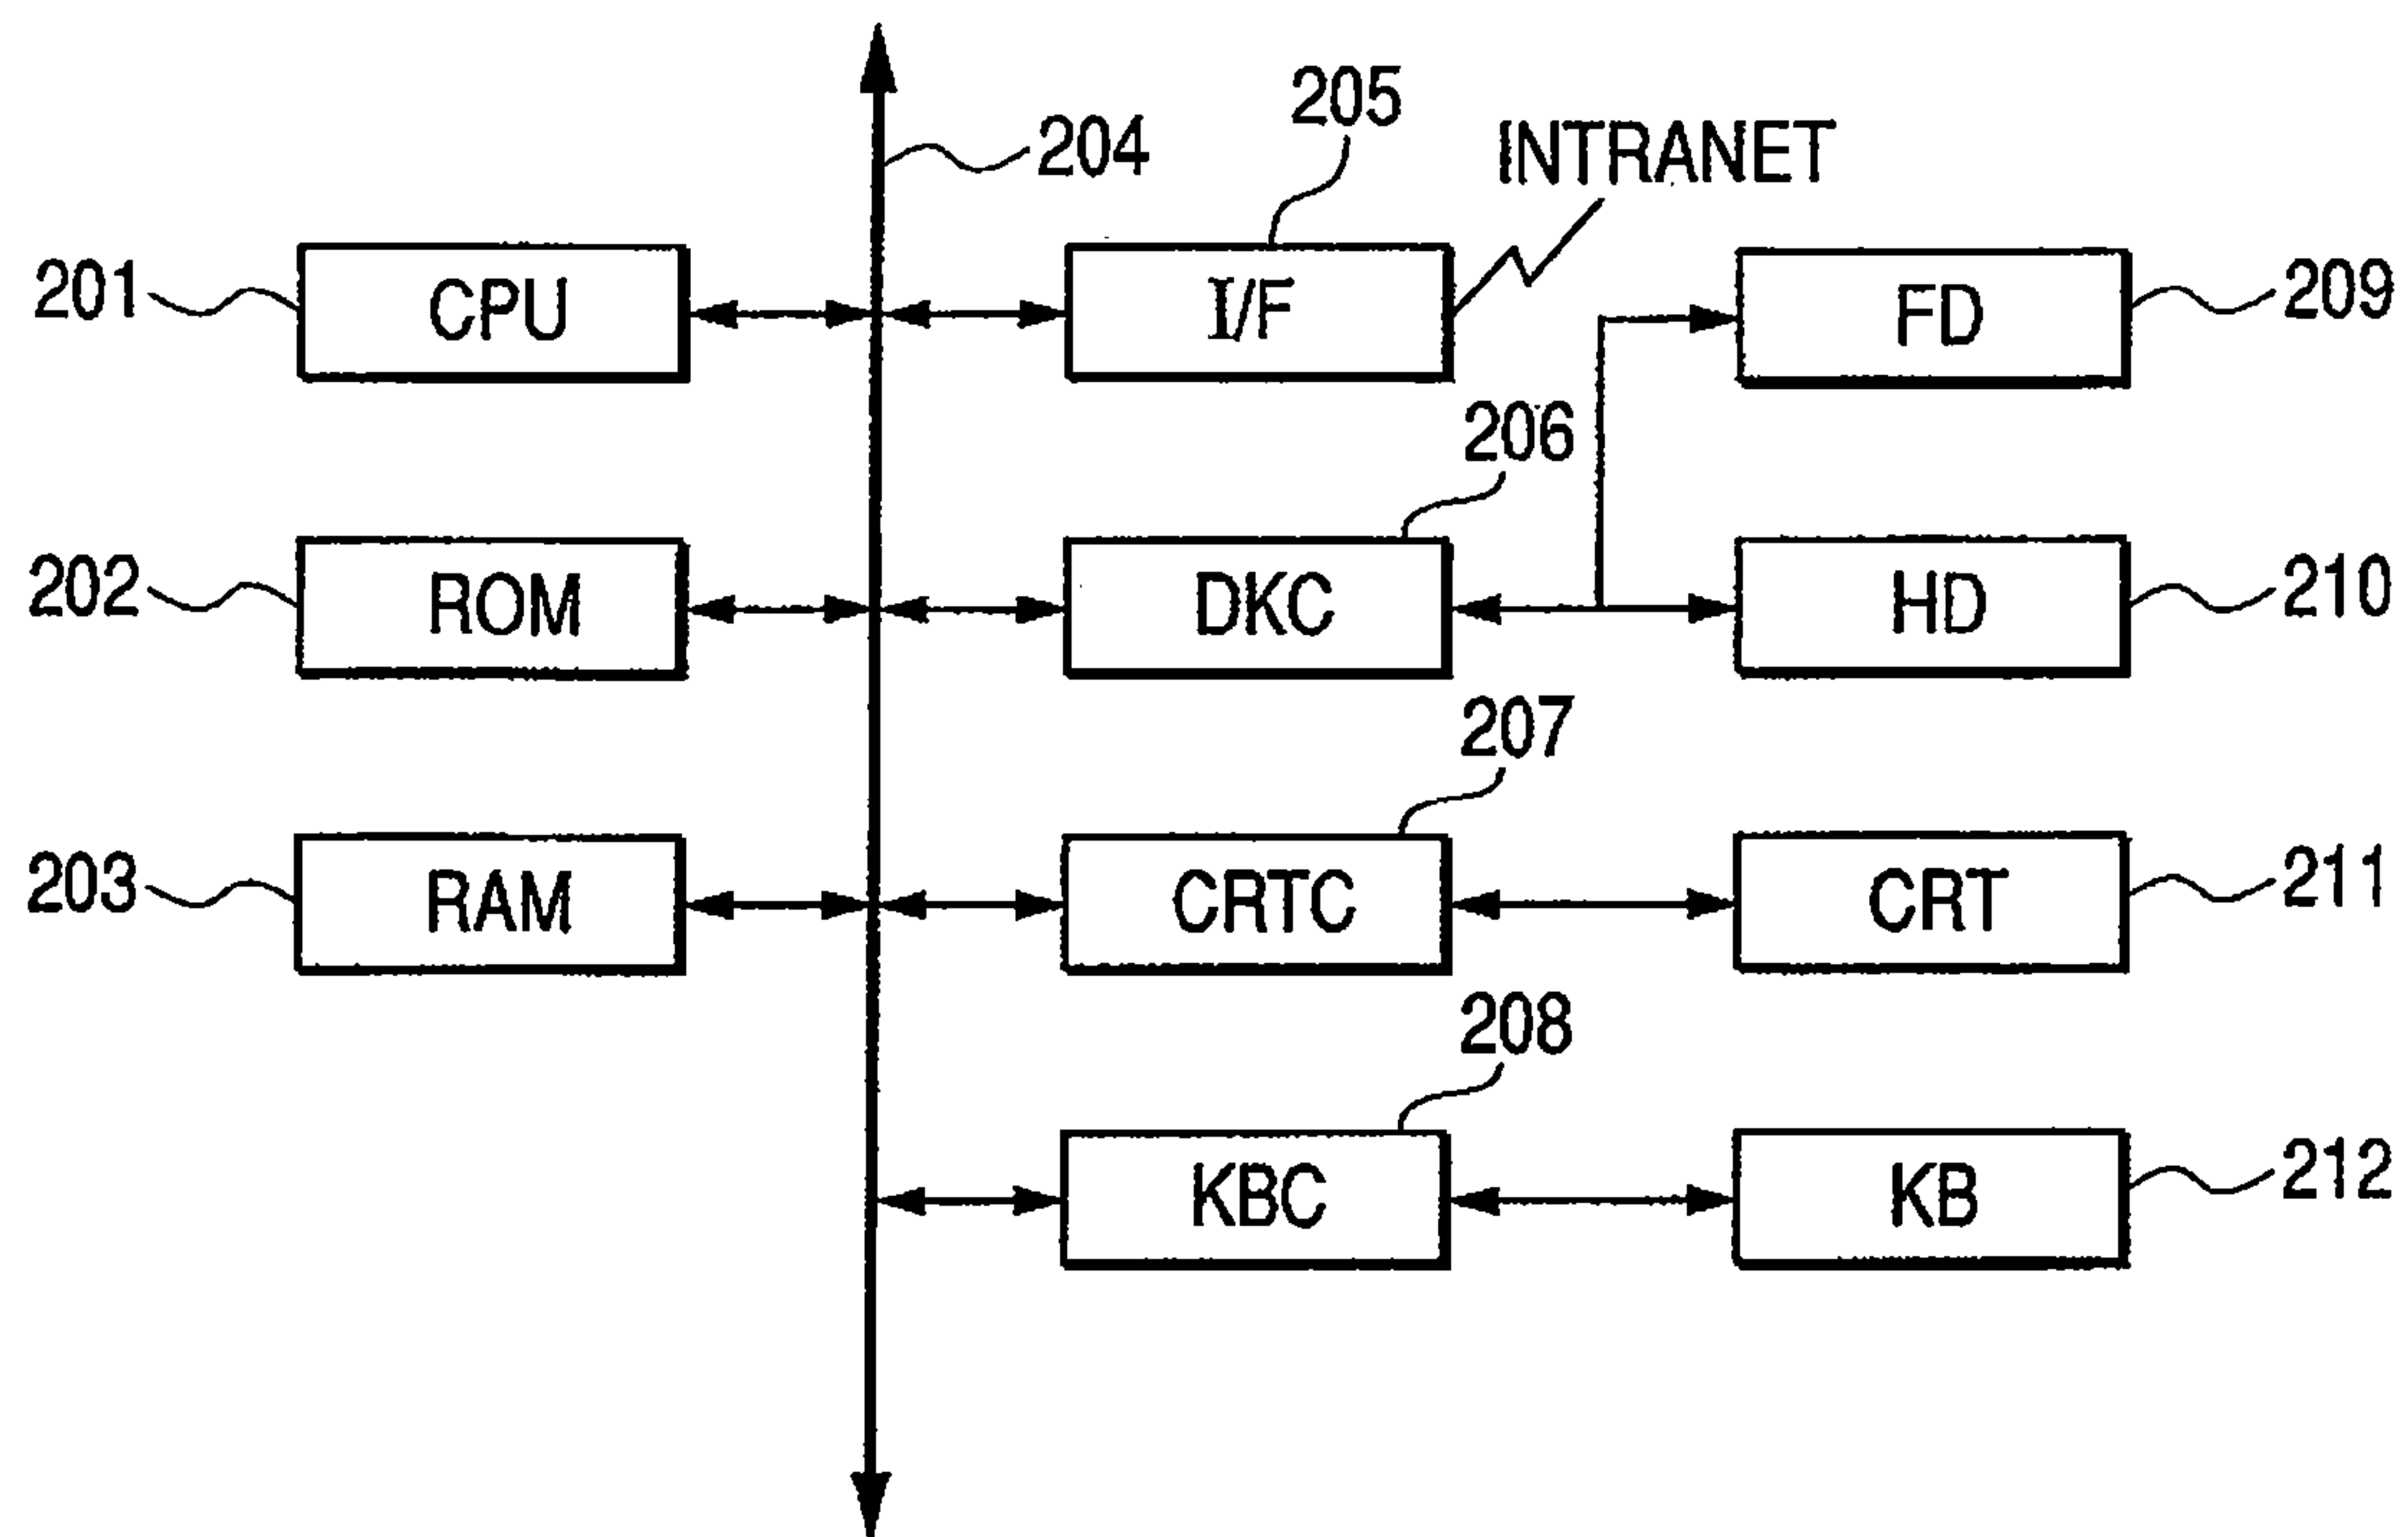 205
204
INTRANET
201
CPU
I/F
FD
209
206
202
ROM
DKC
HD
210
207
203
RAM
CRTC
CRT
211
208
KBC
KB
212